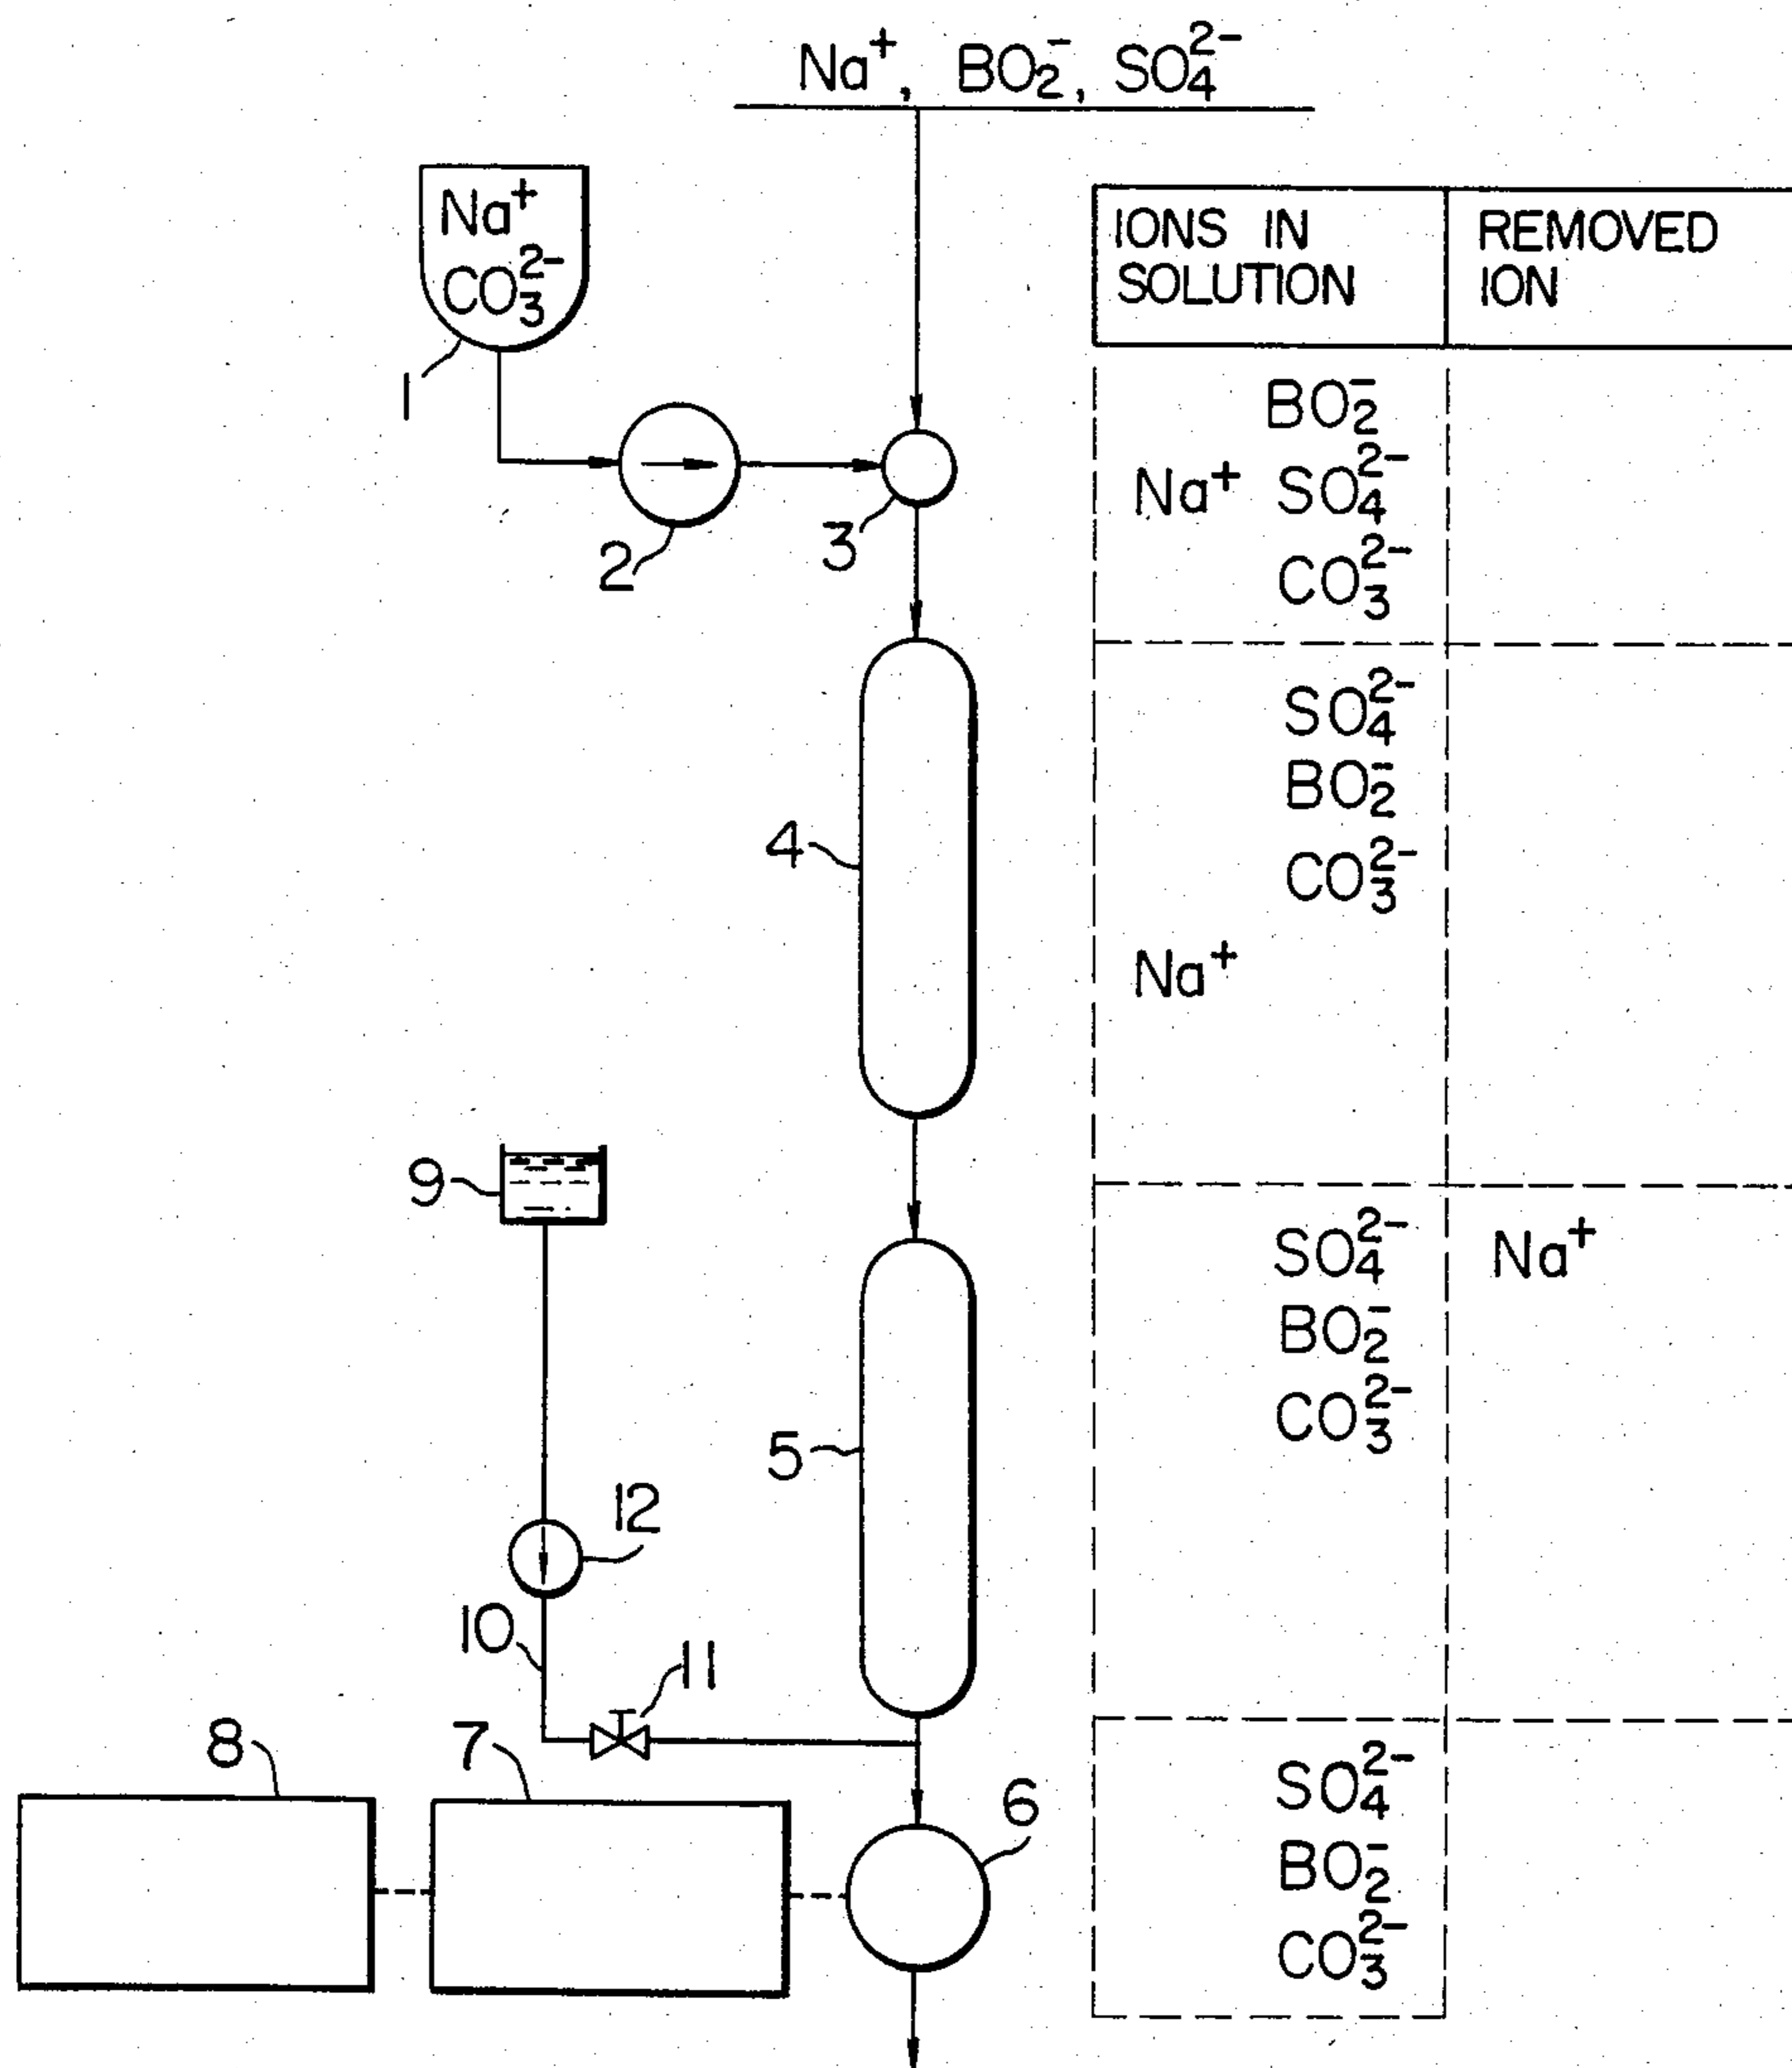 Na⁺, BO₂⁻, SO₄²⁻
Na⁺
CO₃²⁻
1
2
3
IONS IN
SOLUTION
REMOVED
ION
BO₂⁻
Na⁺ SO₄²⁻
CO₃²⁻
4
SO₄²⁻
BO₂⁻
CO₃²⁻
Na⁺
9
5
12
10
11
SO₄²⁻ Na⁺
BO₂⁻
CO₃²⁻
8
7
6
SO₄²⁻
BO₂⁻
CO₃²⁻